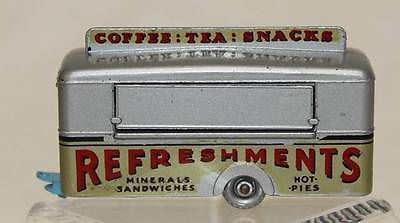 COFFEE:TEA:SNACKS
REFRESHMENTS
MINERALS HOT-
SANDWICHES -PIES